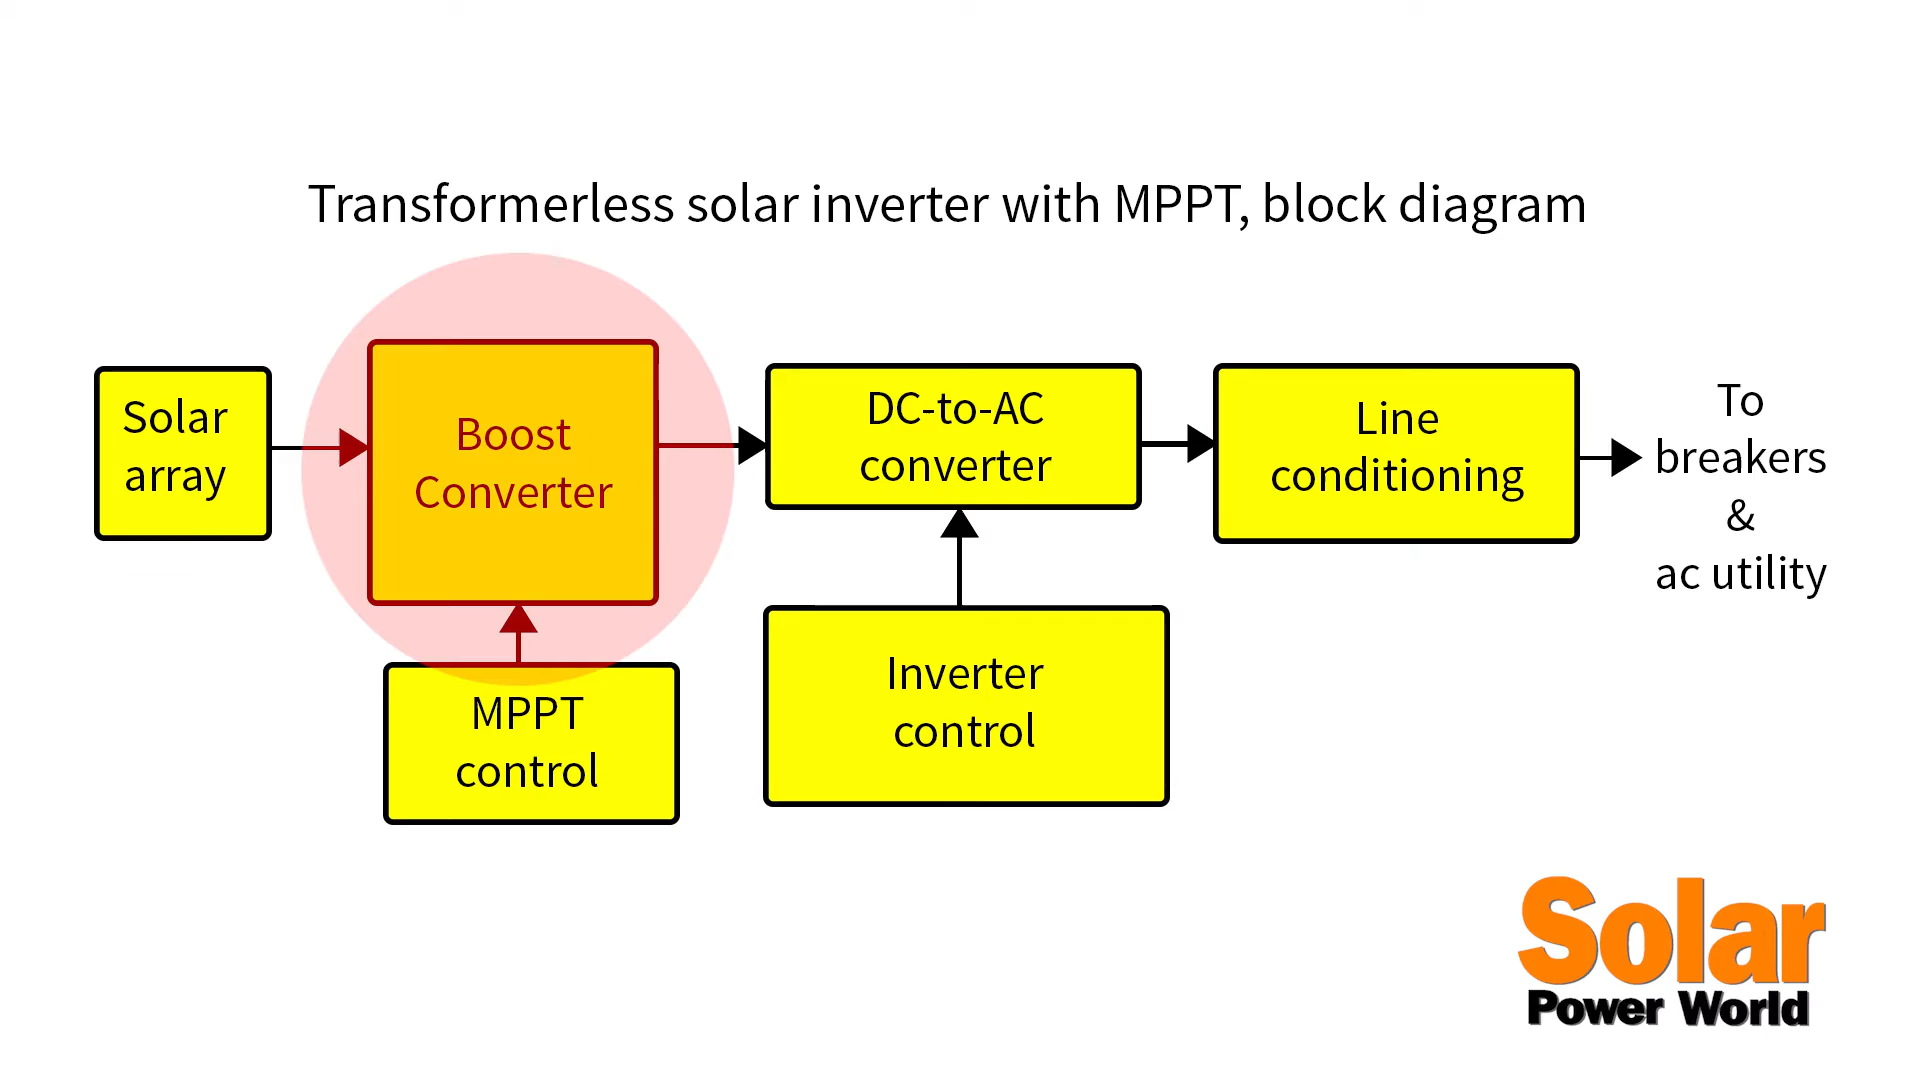 Transformerless solar inverter with MPPT, block diagram
Solar
array
Boost
Converter
DC-to-AC
converter
Line
conditioning
To
breakers
&
ac utility
MPPT
control
Inverter
control
Solar
Power World